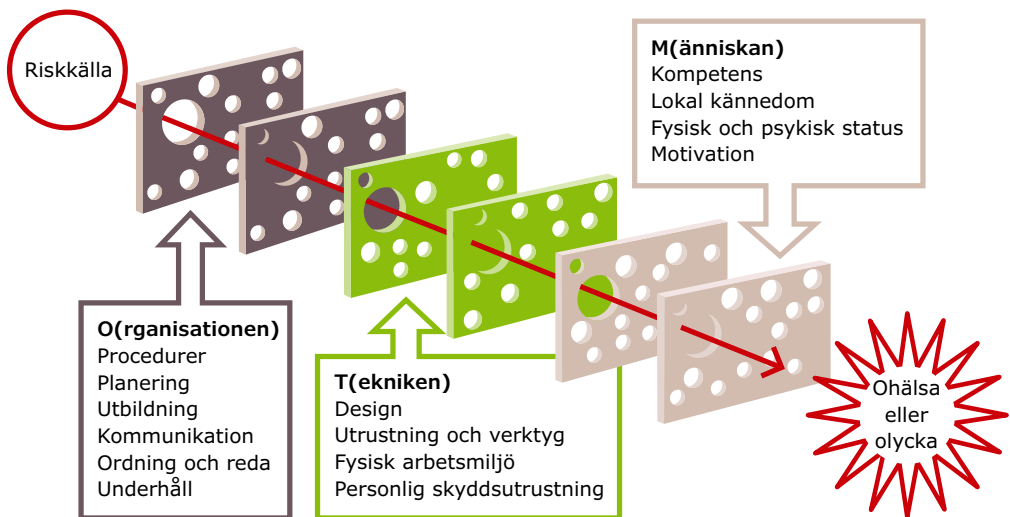 Riskkälla
O(rganisationen)
Procedurer
Planering
Utbildning
Kommunikation
Ordning och reda
Underhåll
T(ekniken)
Design
Utrustning och verktyg
Fysisk arbetsmiljö
Personlig skyddsutrustning
M(änniskan)
Kompetens
Lokal kännedom
Fysisk och psykisk status
Motivation
Ohälsa
eller
olycka